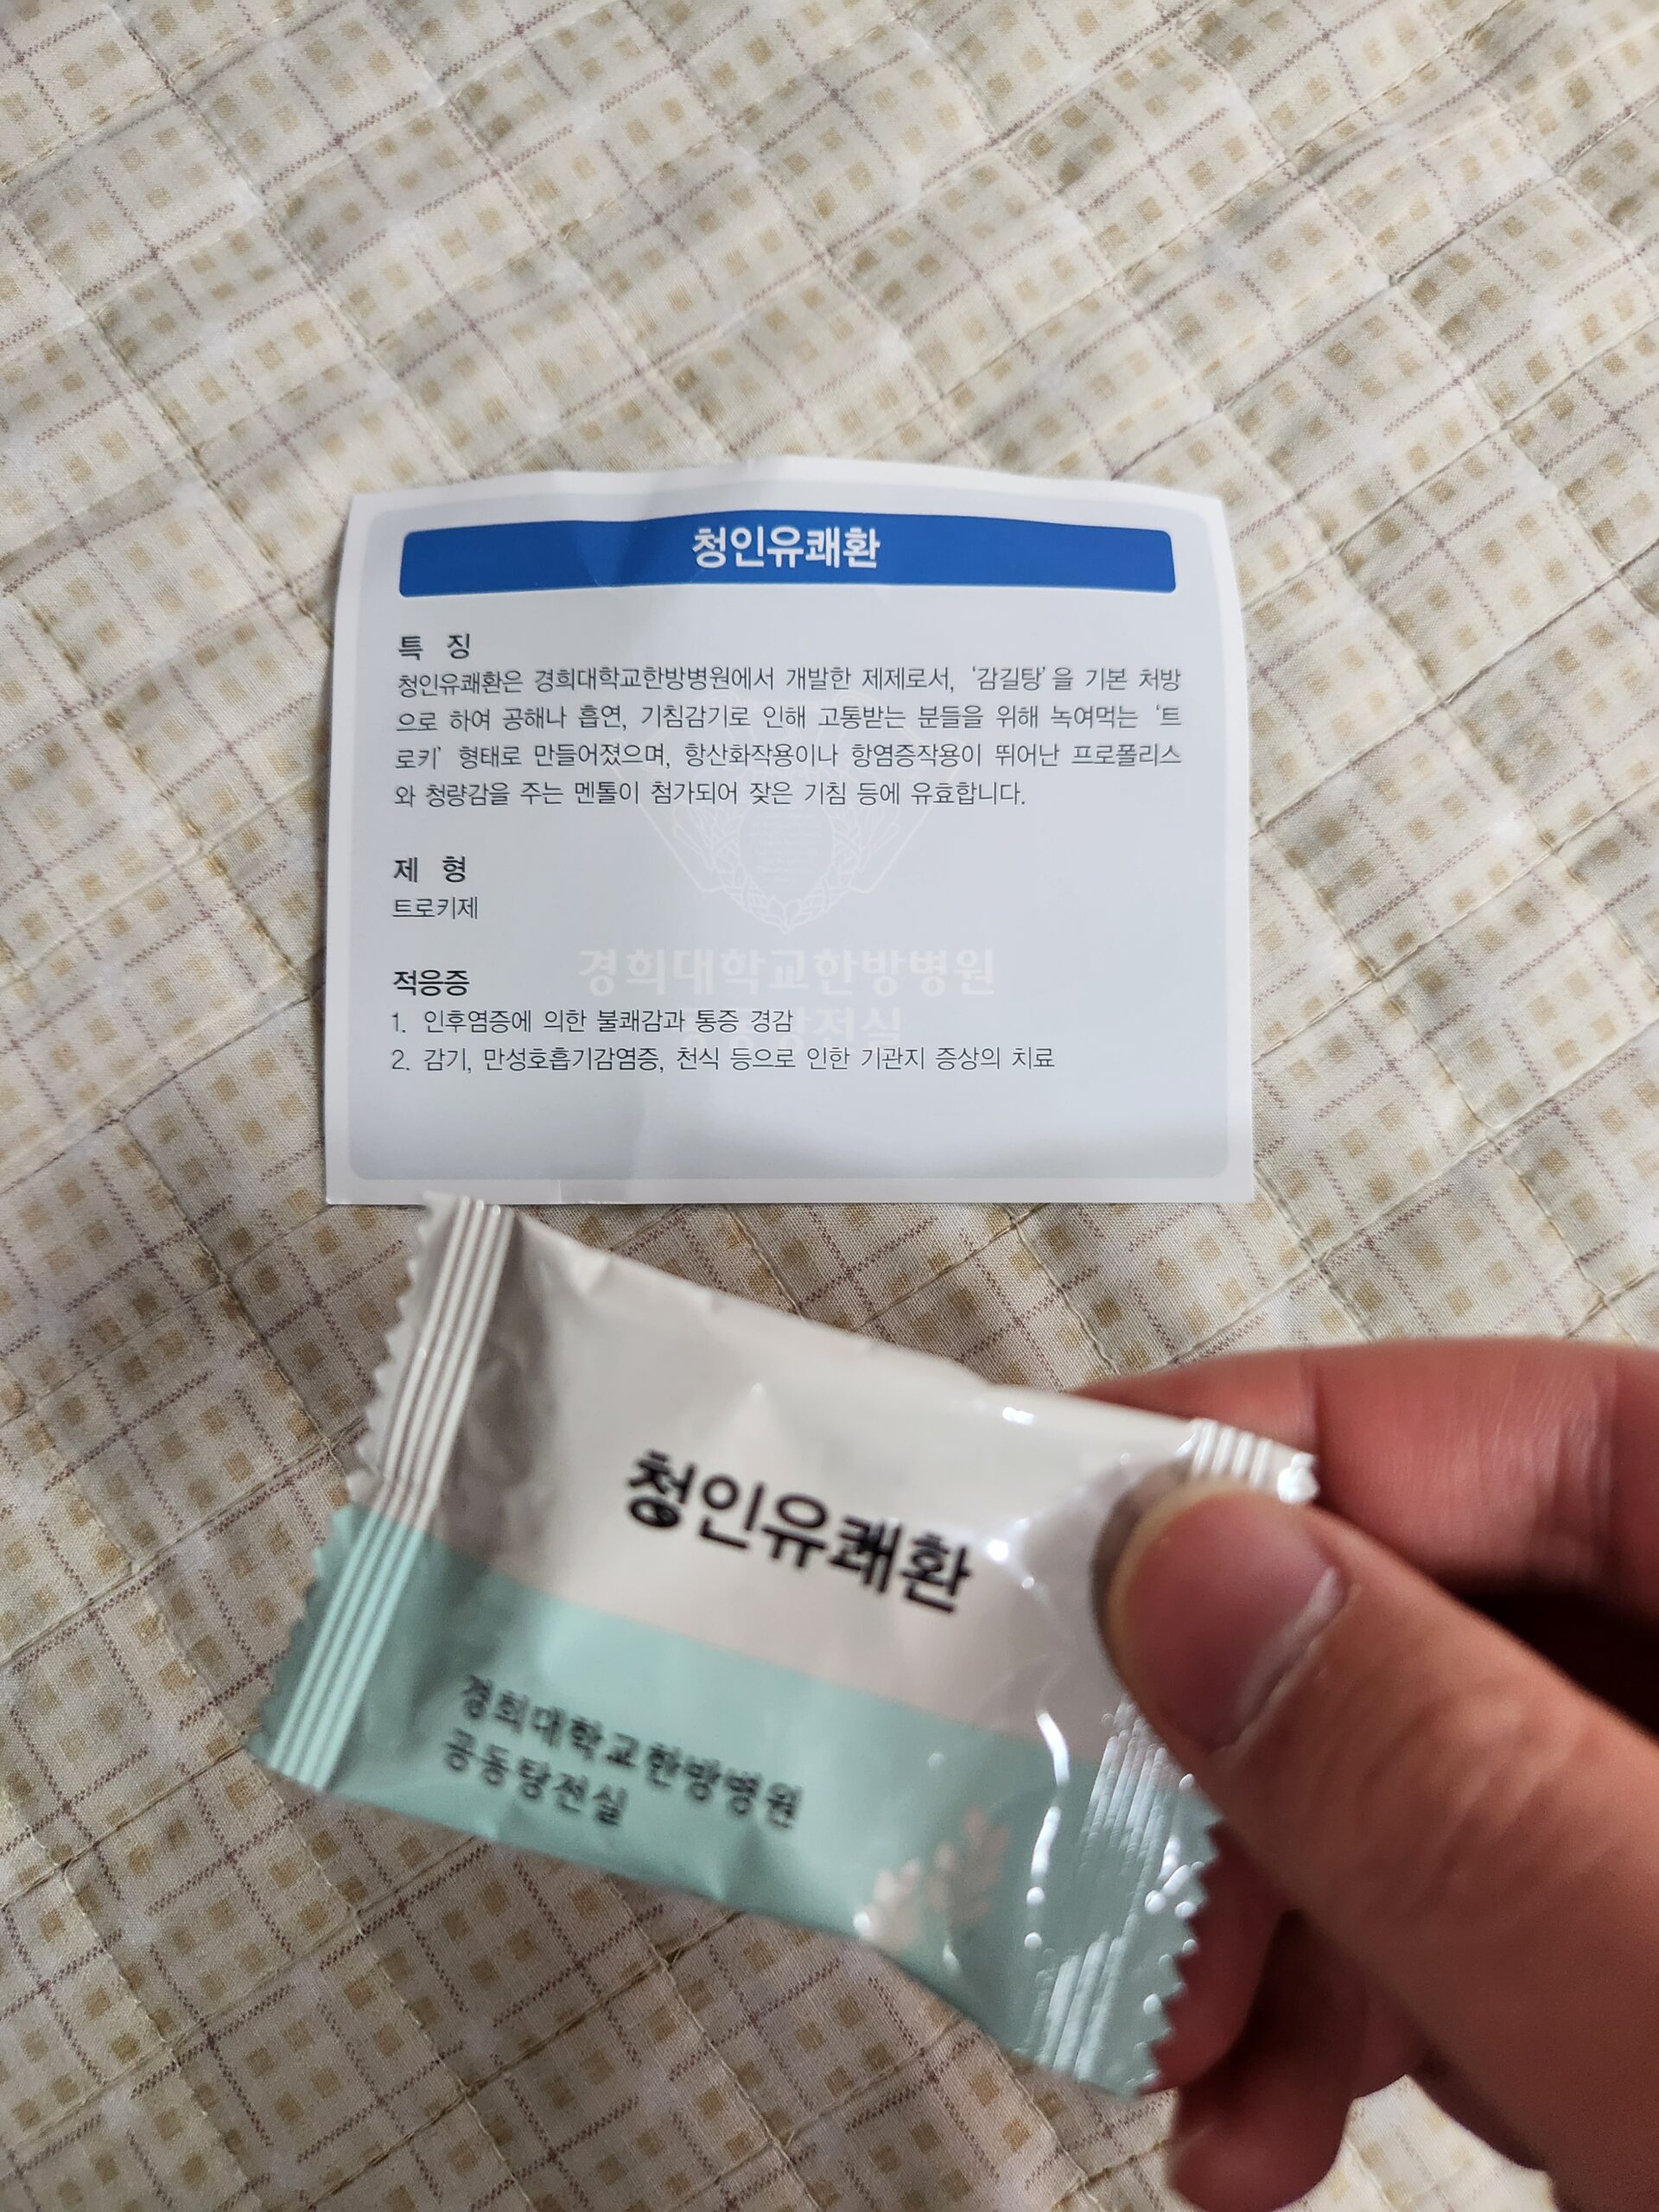 청인유쾌환
특 징
청인유쾌환은 경희대학교한방병원에서 개발한 제제로서, ‘감길탕’을 기본 처방
으로 하여 공해나 흡연, 기침감기로 인해 고통받는 분들을 위해 녹여먹는 ‘트
로키’ 형태로 만들어졌으며, 항산화작용이나 항염증작용이 뛰어난 프로폴리스
와 청량감을 주는 멘톨이 첨가되어 잦은 기침 등에 유효합니다.
제 형
트로키제
경희대학교한방병원
적응증
1. 인후염증에 의한 불쾌감과 통증 경감
2. 감기, 만성호흡기감염증, 천식 등으로 인한 기관지 증상의 치료
청인유쾌환
경희대학교한방병원
공동탕전실